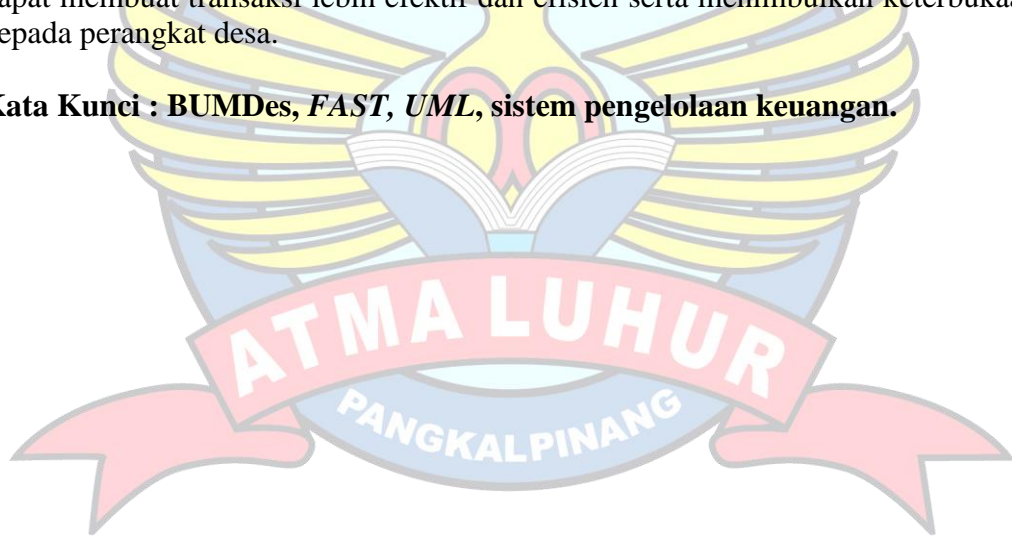 apat membuat transaksi lebih efektif dan efisien serta menimbulkan keterbukaa
epada perangkat desa.
Kata Kunci : BUMDes, FAST, UML, sistem pengelolaan keuangan.
ATMA LUHUR
PANGKALPINANG